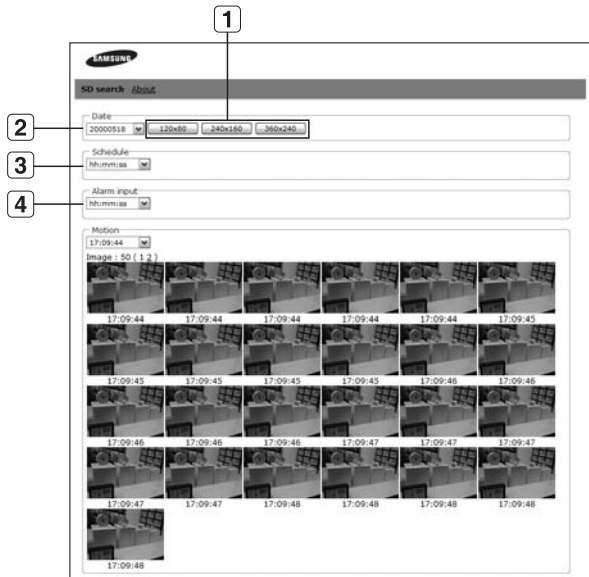 1
SAMSUNG
SD search About
Date
2 20000518 120x80 240x160 360x240
Schedule
3 hh:mm:ss
Alarm input
4 hh:mm:ss
Motion
17:09:44
Image : 50 ( 1 2 )
17:09:44 17:09:44 17:09:44 17:09:44 17:09:44 17:09:45
17:09:45 17:09:45 17:09:45 17:09:45 17:09:46 17:09:46
17:09:46 17:09:46 17:09:46 17:09:47 17:09:47 17:09:47
17:09:47 17:09:47 17:09:48 17:09:48 17:09:48 17:09:48
17:09:48